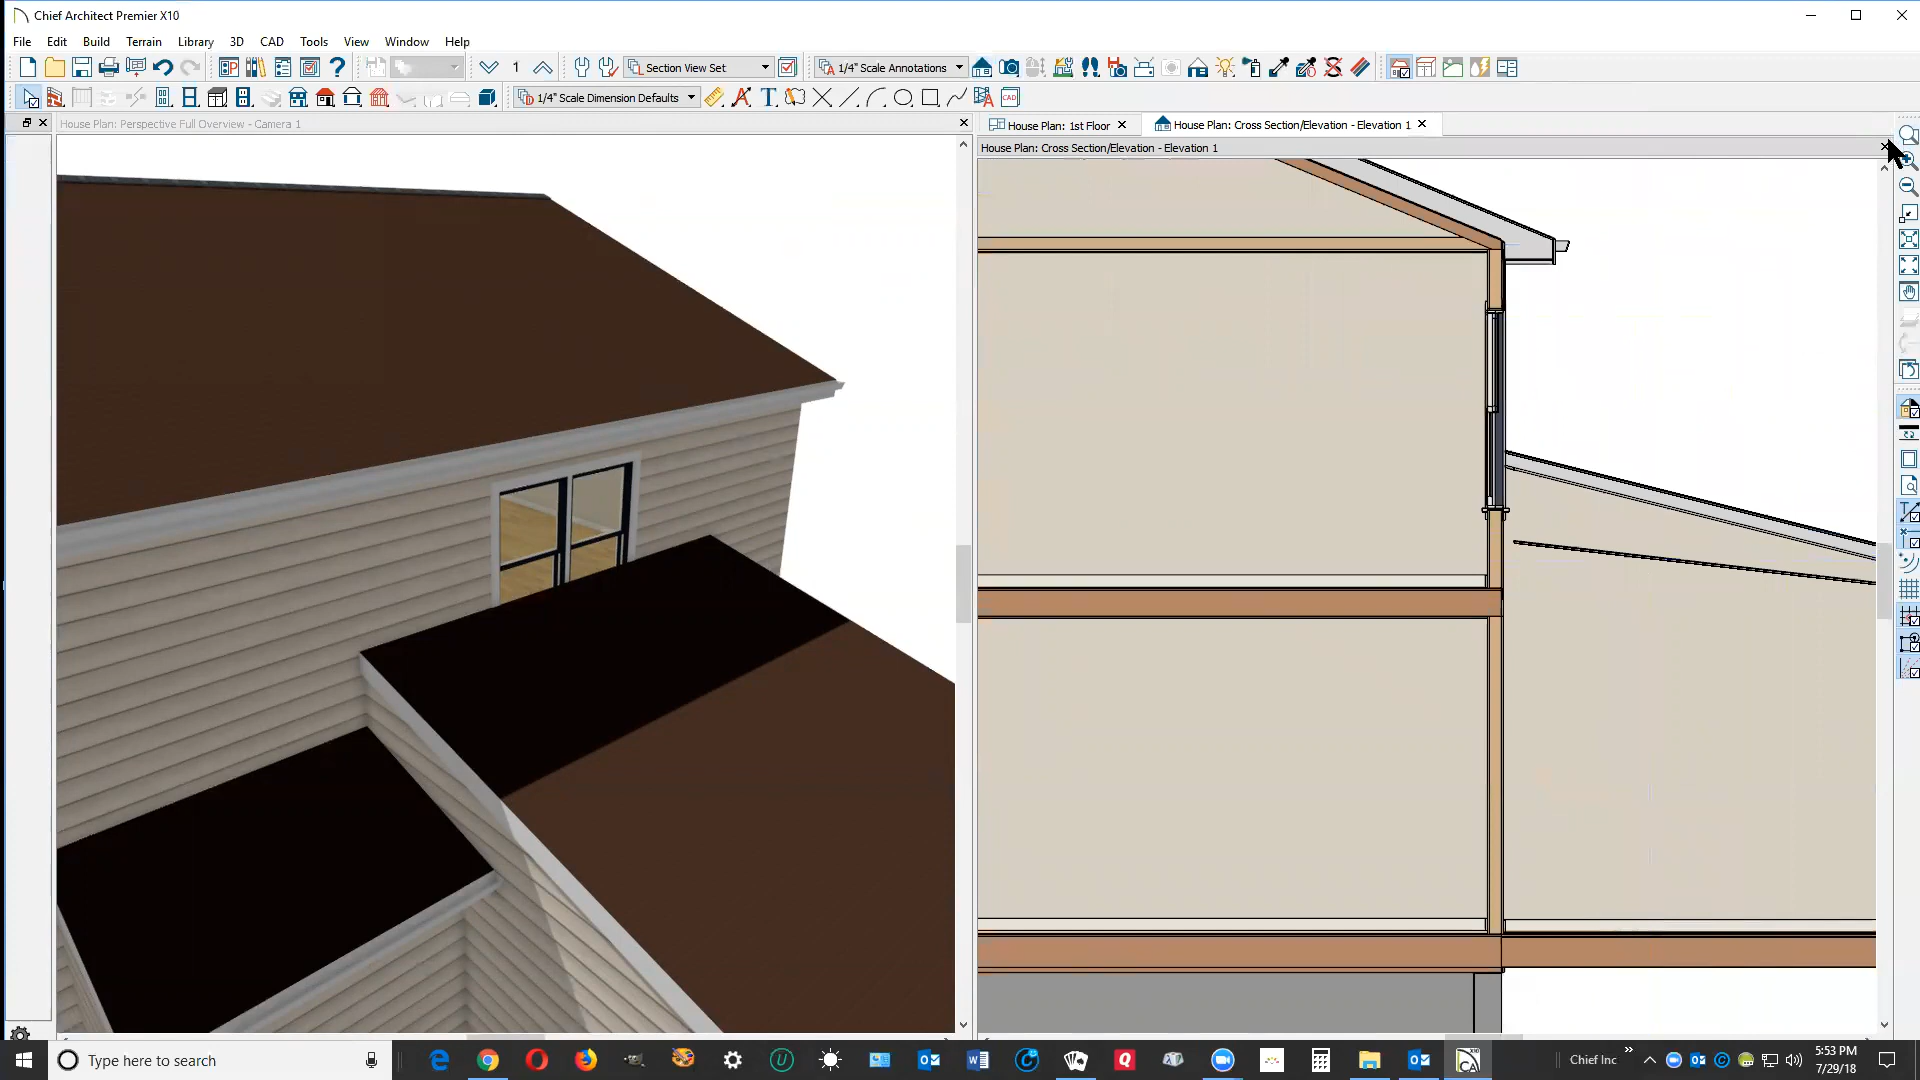 Chief Architect Premier X10
File Edit Build Terrain Library 3D CAD Tools View Window Help
1 Section View Set 1/4" Scale Annotations
1/4" Scale Dimension Defaults CAD
House Plan: Perspective Full Overview - Camera 1
House Plan: 1st Floor House Plan: Cross Section/Elevation - Elevation 1
House Plan: Cross Section/Elevation - Elevation 1
Type here to search
Chief Inc
5:53 PM
7/29/18